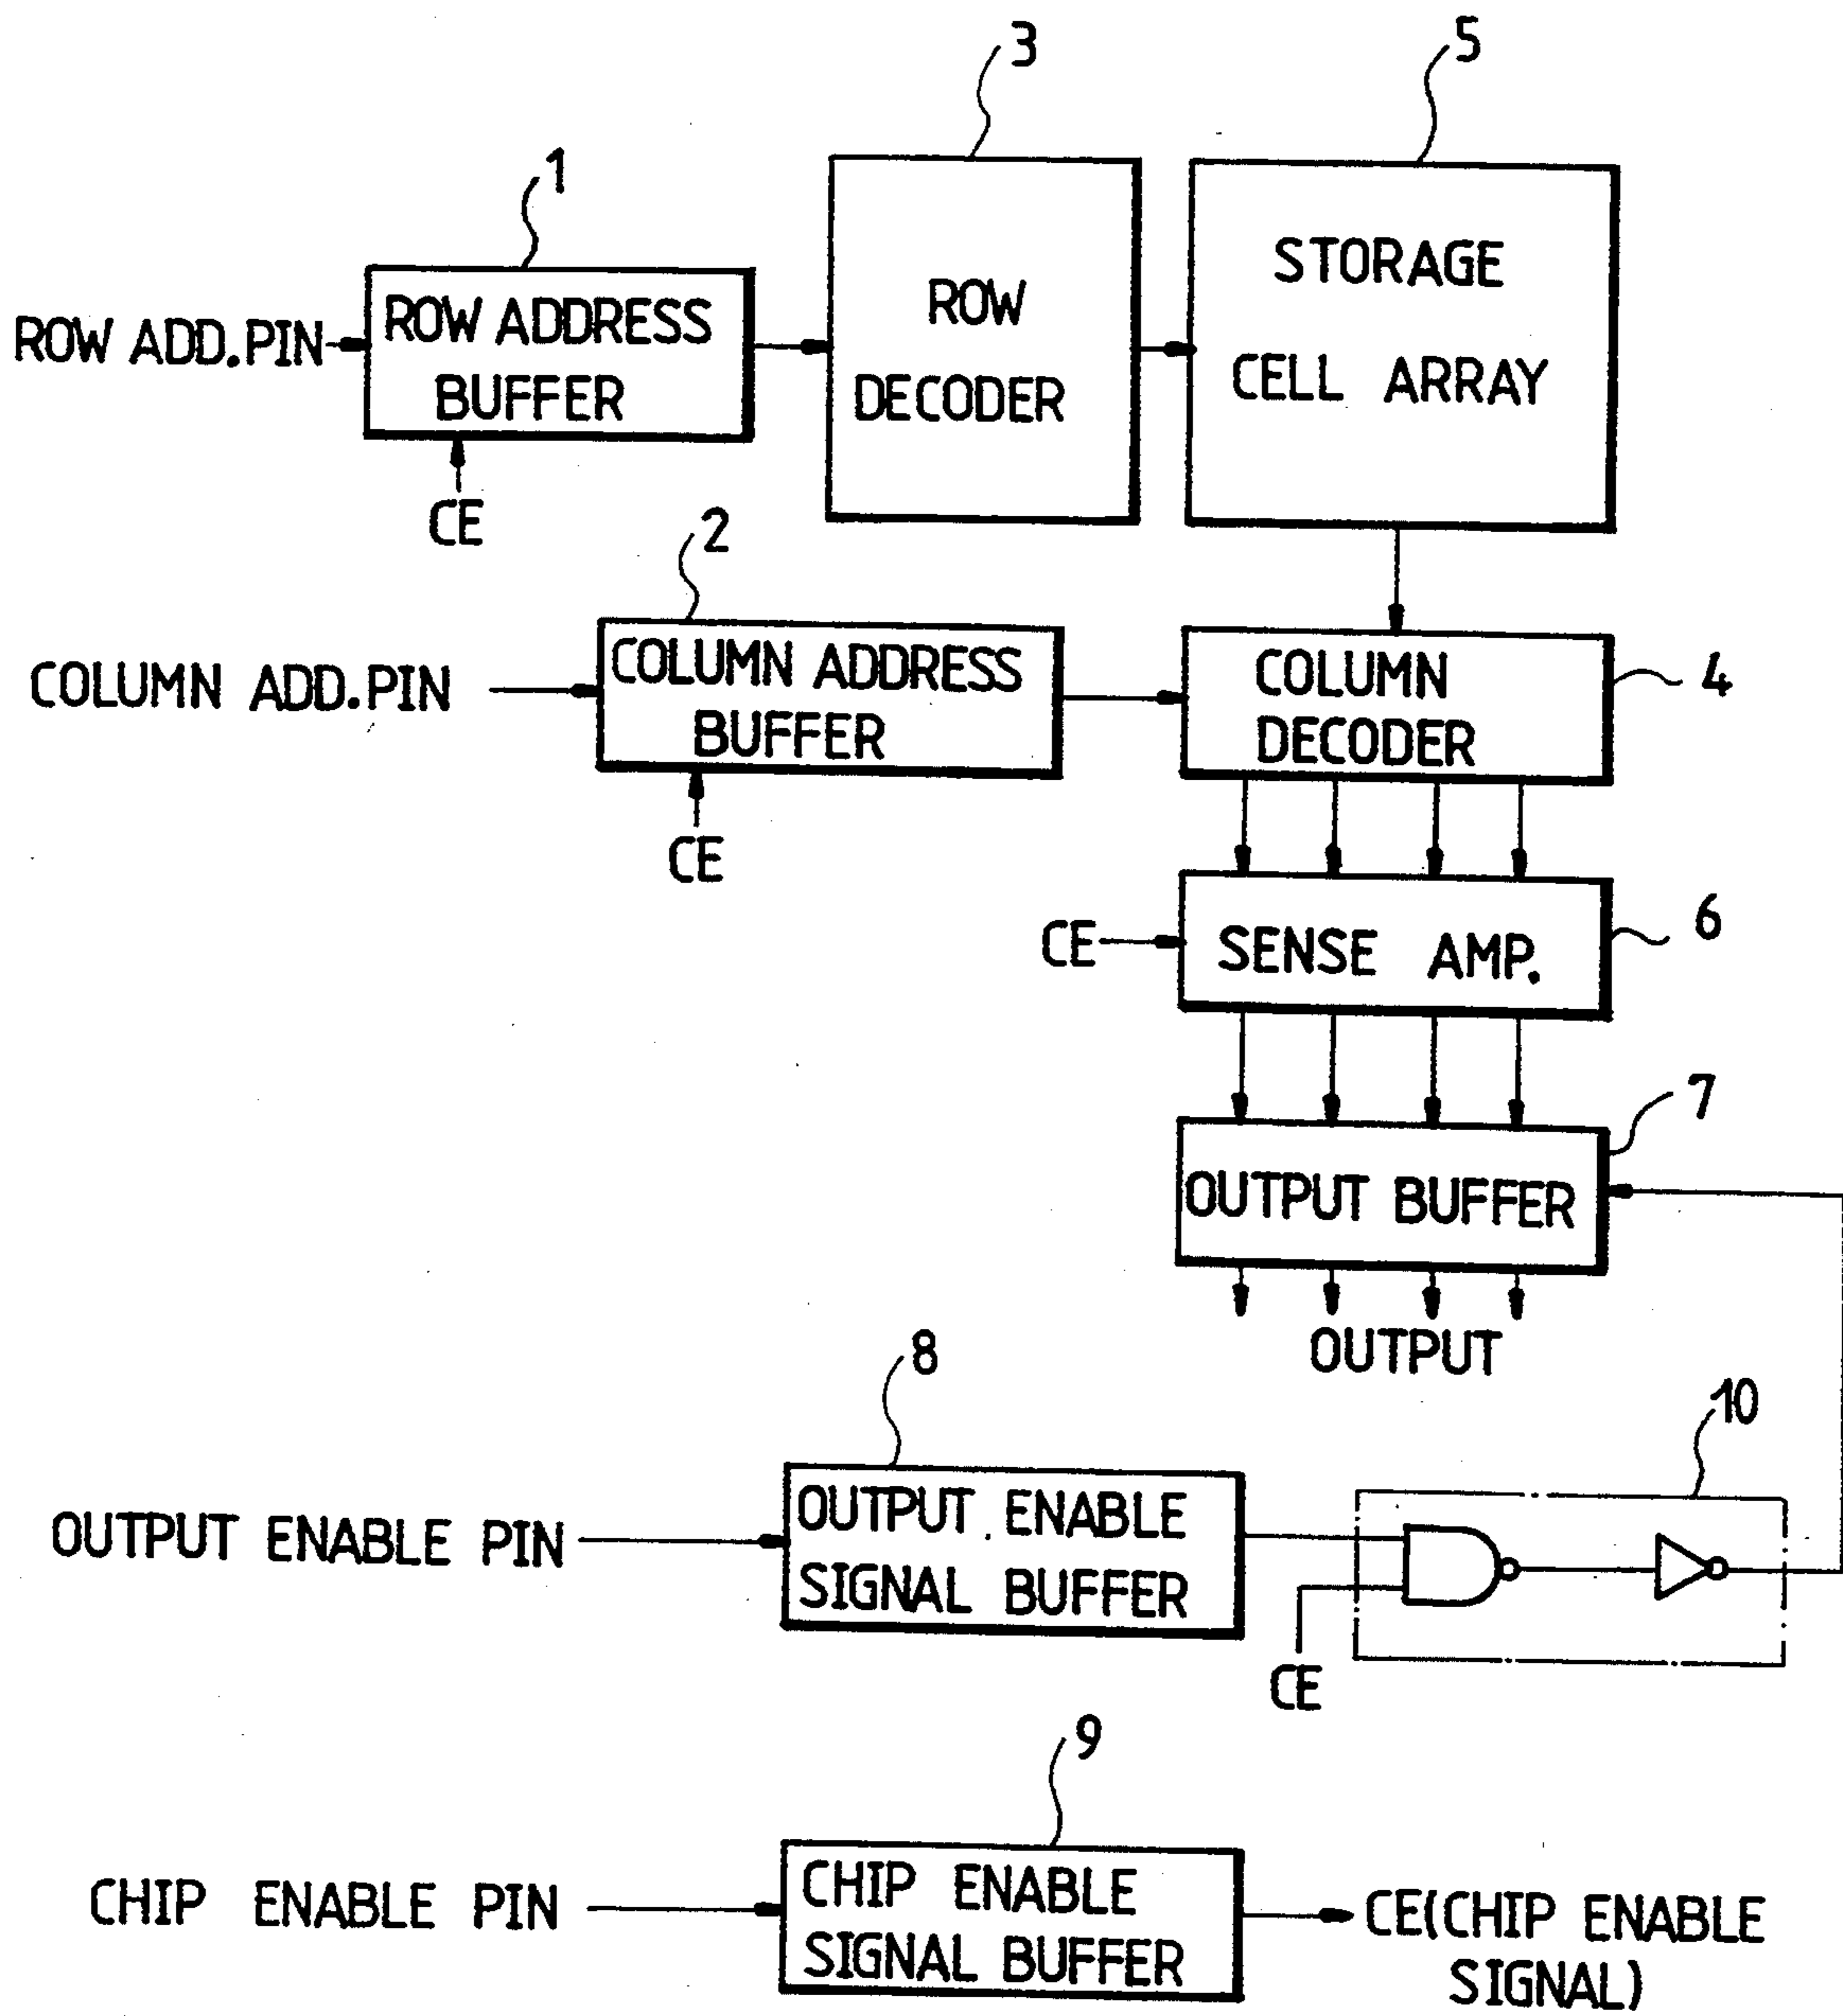 3
5
1
ROW ADD.PIN
ROW ADDRESS
BUFFER
ROW
DECODER
STORAGE
CELL ARRAY
CE
2
COLUMN ADD.PIN
COLUMN ADDRESS
BUFFER
COLUMN
DECODER
4
CE
CE
SENSE AMP.
6
7
OUTPUT BUFFER
OUTPUT
8
10
OUTPUT ENABLE PIN
OUTPUT ENABLE
SIGNAL BUFFER
CE
9
CHIP ENABLE PIN
CHIP ENABLE
SIGNAL BUFFER
CE(CHIP ENABLE
SIGNAL)